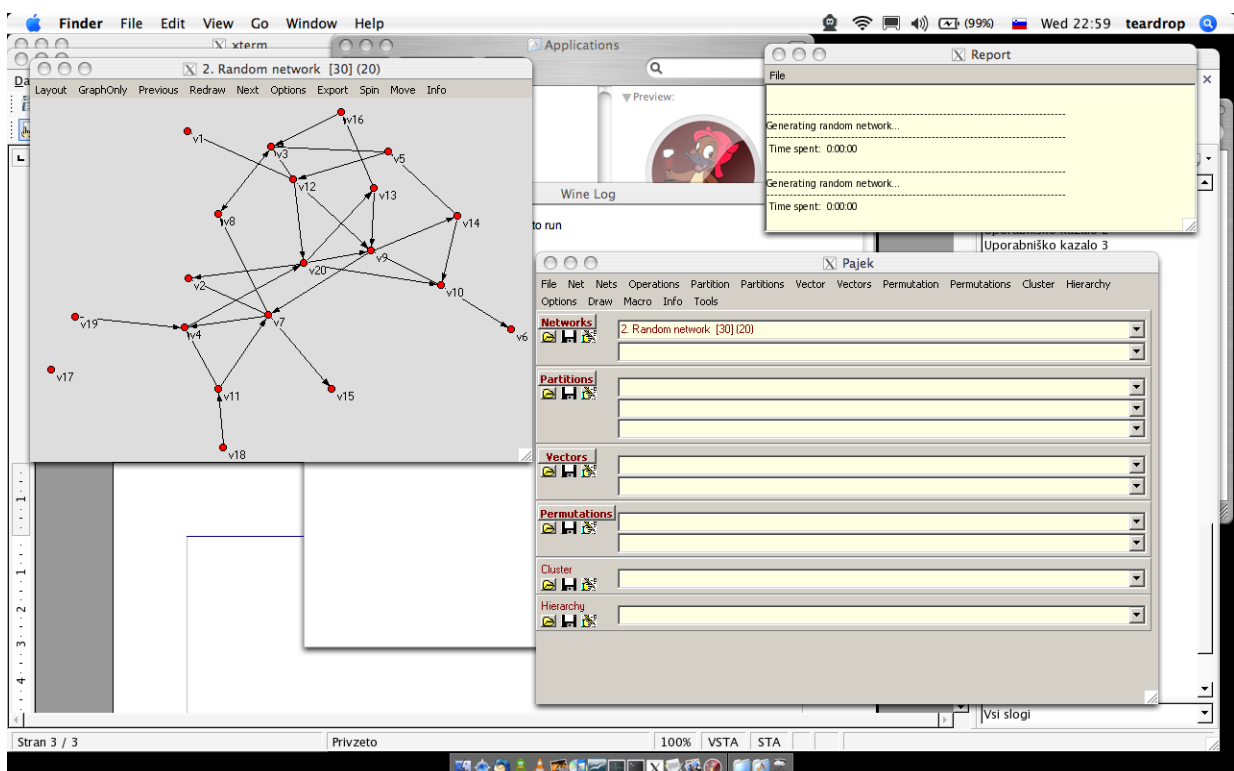 Finder File Edit View Go Window Help (99%) Wed 22:59 teardrop
X xterm
Applications
2. Random network [30] (20)
Layout GraphOnly Previous Redraw Next Options Export Spin Move Info
v16
v1
v3
v5
v12
v13
v8
v14
v9
v20
v2
v10
v19
v4
v7
v6
v17
v11
v15
v18
Preview:
Wine Log
to run
Report
File
Generating random network...
Time spent: 0:00:00
Generating random network...
Time spent: 0:00:00
Uporabniško kazalo 3
Pajek
File Net Nets Operations Partition Partitions Vector Vectors Permutation Permutations Cluster Hierarchy
Options Draw Macro Info Tools
Networks
2. Random network [30] (20)
Partitions
Vectors
Permutations
Cluster
Hierarchy
1
1
2
3
4
Vsi slogi
Stran 3 / 3 Privzeto 100% VSTA STA